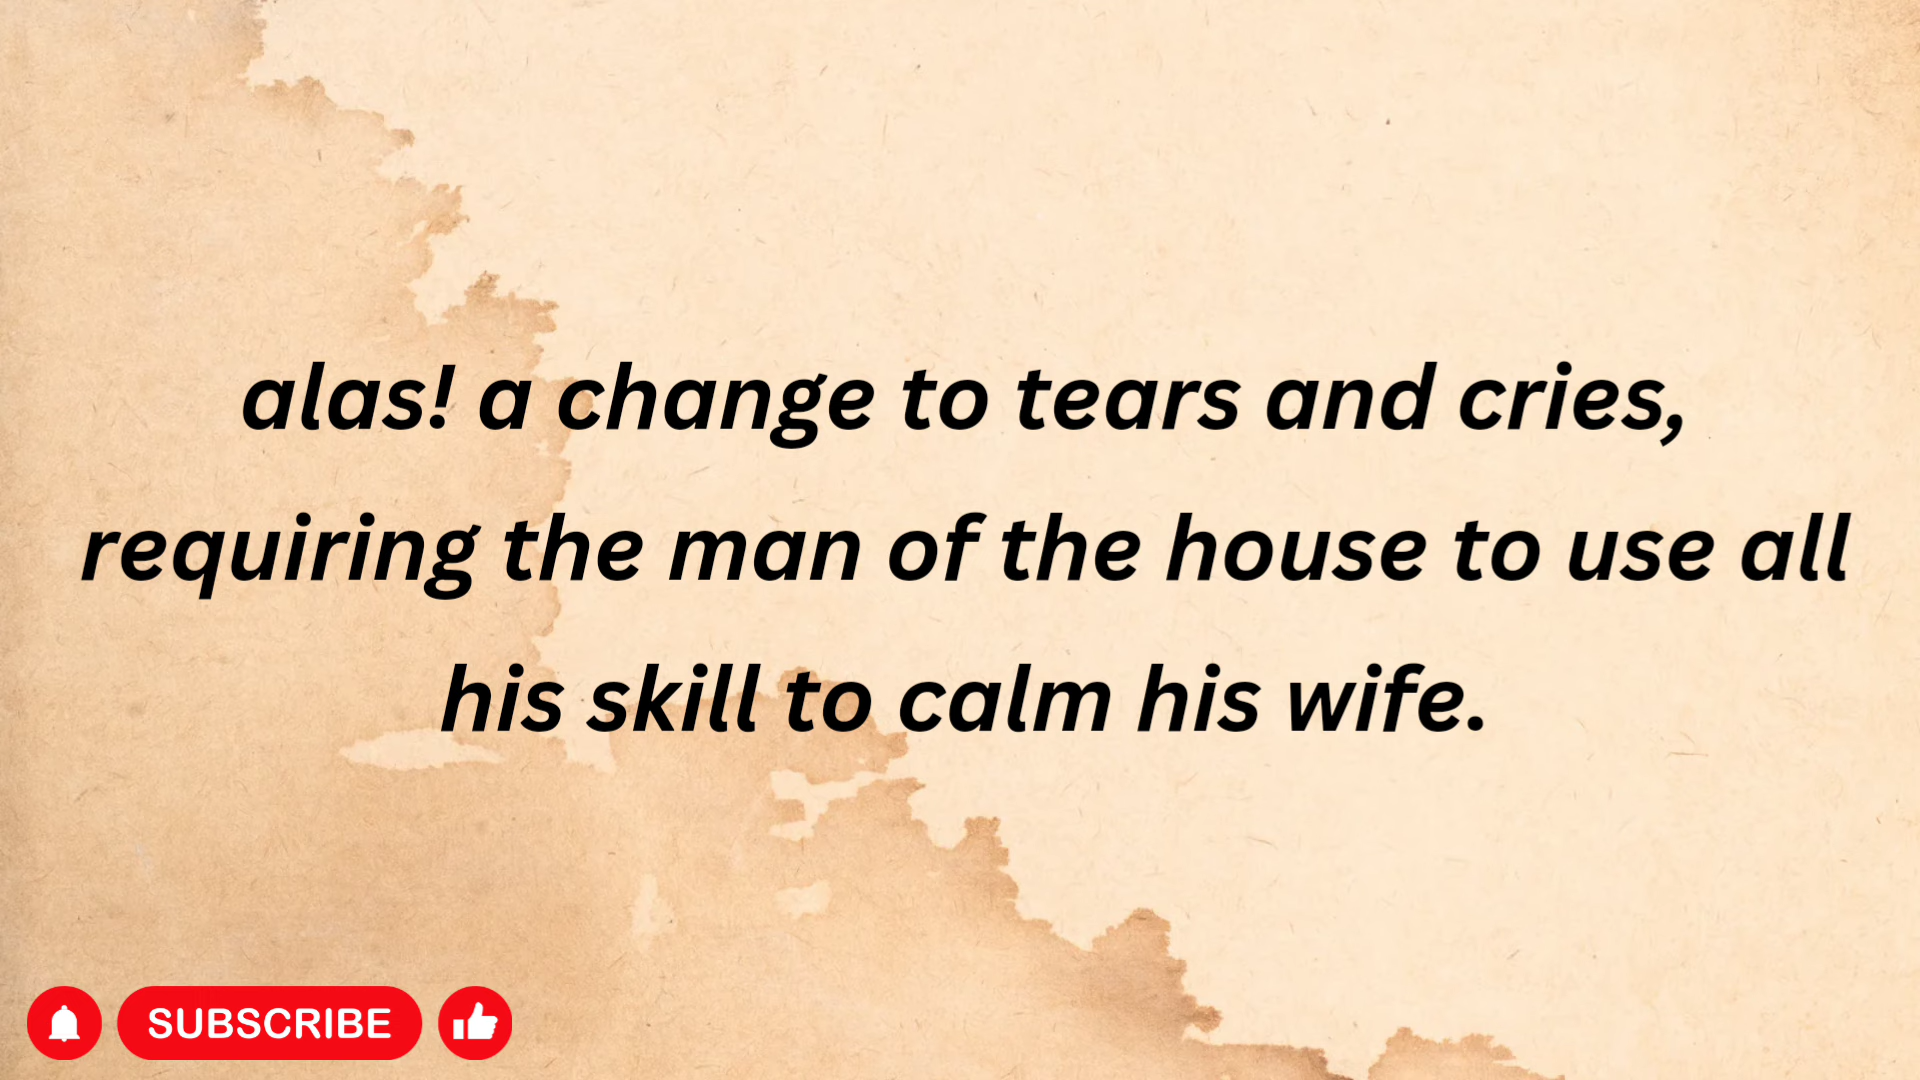 alas! a change to tears and cries,
requiring the man of the house to use all
his skill to calm his wife.
SUBSCRIBE